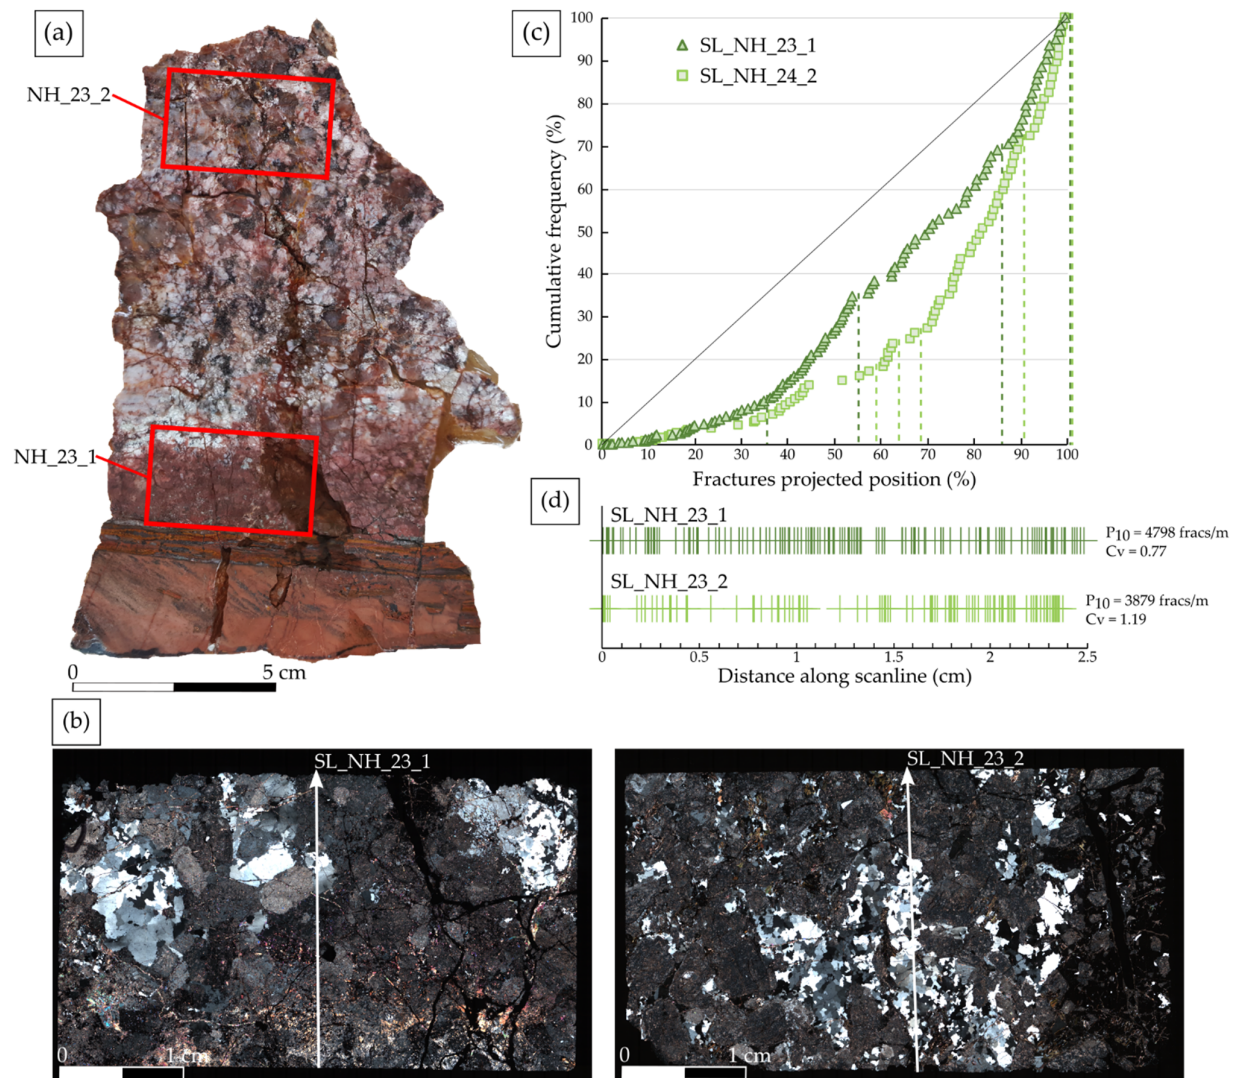 (a)
NH_23_2
NH_23_1
0 5 cm
(c)
SL_NH_23_1
SL_NH_24_2
Cumulative frequency (%)
100
90
80
70
60
50
40
30
20
10
0
0 10 20 30 40 50 60 70 80 90 100
Fractures projected position (%)
(d)
SL_NH_23_1
P10 = 4798 fracs/m
Cv = 0.77
SL_NH_23_2
P10 = 3879 fracs/m
Cv = 1.19
0 0.5 1 1.5 2 2.5
Distance along scanline (cm)
(b)
SL_NH_23_1
0 1 cm
SL_NH_23_2
0 1 cm